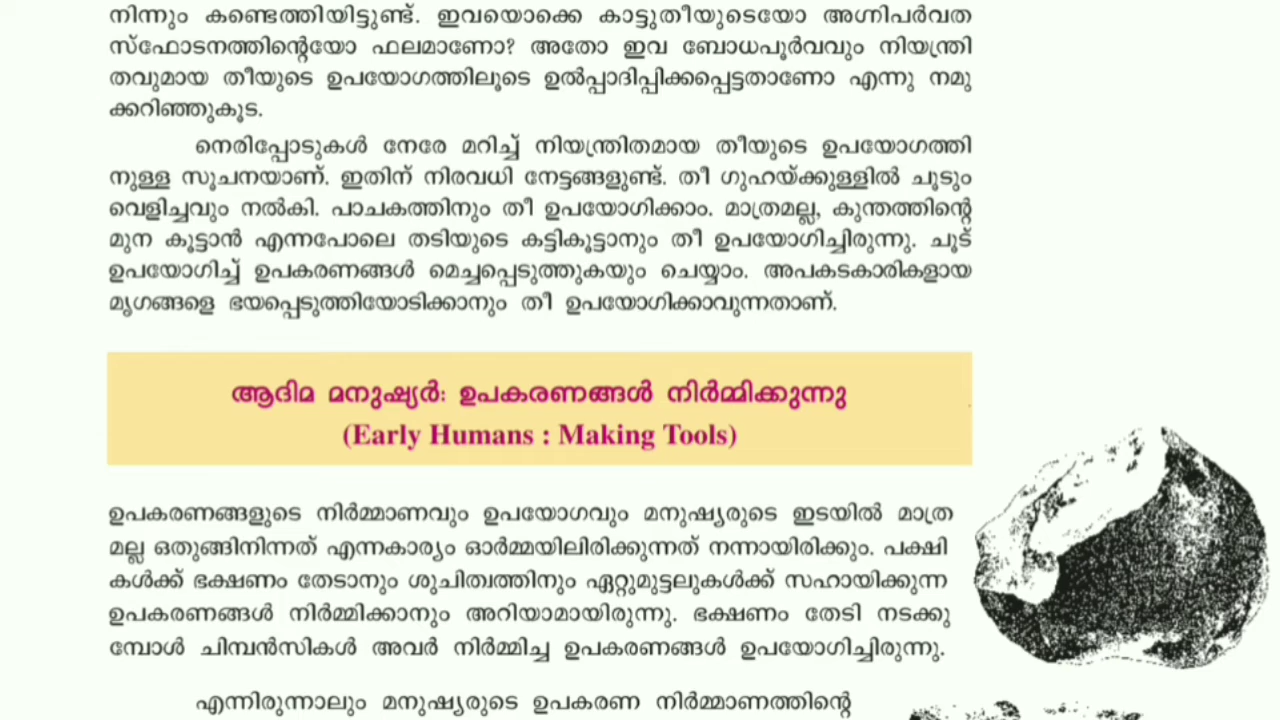 നിന്നും കണ്ടെത്തിയിട്ടുണ്ട്. ഇവയൊക്കെ കാട്ടുതീയുടെയോ അഗ്നിപർവത
സ്ഫോടനത്തിന്റെയോ ഫലമാണോ? അതോ ഇവ ബോധപൂർവവും നിയന്ത്രി
തവുമായ തീയുടെ ഉപയോഗത്തിലൂടെ ഉൽപ്പാദിപ്പിക്കപ്പെട്ടതാണോ എന്നു നമു
ക്കറിഞ്ഞുകൂട.
നെരിപ്പോടുകൾ നേരേ മറിച്ച് നിയന്ത്രിതമായ തീയുടെ ഉപയോഗത്തി
നുള്ള സൂചനയാണ്. ഇതിന് നിരവധി നേട്ടങ്ങളുണ്ട്. തീ ഗുഹയ്ക്കുള്ളിൽ ചൂടും
വെളിച്ചവും നൽകി. പാചകത്തിനും തീ ഉപയോഗിക്കാം. മാത്രമല്ല, കുന്തത്തിന്റെ
മുന കൂട്ടാൻ എന്നപോലെ തടിയുടെ കട്ടികൂട്ടാനും തീ ഉപയോഗിച്ചിരുന്നു. ചൂട്
ഉപയോഗിച്ച് ഉപകരണങ്ങൾ മെച്ചപ്പെടുത്തുകയും ചെയ്യാം. അപകടകാരികളായ
മൃഗങ്ങളെ ഭയപ്പെടുത്തിയോടിക്കാനും തീ ഉപയോഗിക്കാവുന്നതാണ്.
ആദിമ മനുഷ്യർ: ഉപകരണങ്ങൾ നിർമ്മിക്കുന്നു
(Early Humans : Making Tools)
ഉപകരണങ്ങളുടെ നിർമ്മാണവും ഉപയോഗവും മനുഷ്യരുടെ ഇടയിൽ മാത്ര
മല്ല ഒതുങ്ങിനിന്നത് എന്നകാര്യം ഓർമ്മയിലിരിക്കുന്നത് നന്നായിരിക്കും. പക്ഷി
കൾക്ക് ഭക്ഷണം തേടാനും ശുചിത്വത്തിനും ഏറ്റുമുട്ടലുകൾക്ക് സഹായിക്കുന്ന
ഉപകരണങ്ങൾ നിർമ്മിക്കാനും അറിയാമായിരുന്നു. ഭക്ഷണം തേടി നടക്കു
മ്പോൾ ചിമ്പൻസികൾ അവർ നിർമ്മിച്ച ഉപകരണങ്ങൾ ഉപയോഗിച്ചിരുന്നു.
എന്നിരുന്നാലും മനുഷ്യരുടെ ഉപകരണ നിർമ്മാണത്തിന്റെ